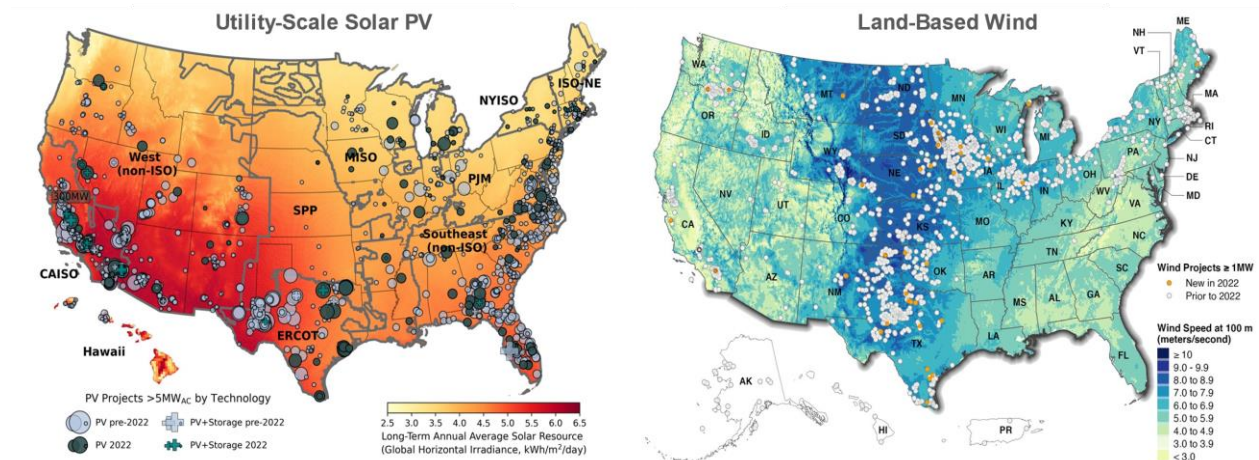 Utility-Scale Solar PV
ISO-NE
NYISO
West
(non-ISO)
MISO
PJM
300MW
SPP
Southeast
(non-ISO)
CAISO
ERCOT
Hawaii
PV Projects >5MWAC by Technology
PV pre-2022
PV+Storage pre-2022
PV 2022
PV+Storage 2022
2.5 3.0 3.5 4.0 4.5 5.0 5.5 6.0 6.5
Long-Term Annual Average Solar Resource
(Global Horizontal Irradiance, kWh/m²/day)
Land-Based Wind
ME
NH
VT
WA
MT
ND
MN
MA
OR
ID
SD
WI
MI
NY
RI
CT
WY
IA
PA
NJ
NE
OH
DE
NV
UT
IL
IN
WV
MD
CO
VA
CA
KS
MO
KY
NC
TN
AZ
OK
AR
SC
NM
MS
AL
GA
TX
LA
FL
AK
HI
PR
Wind Projects ≥ 1MW
New in 2022
Prior to 2022
Wind Speed at 100 m
(meters/second)
≥ 10
9.0 - 9.9
8.0 to 8.9
7.0 to 7.9
6.0 to 6.9
5.0 to 5.9
4.0 to 4.9
3.0 to 3.9
< 3.0